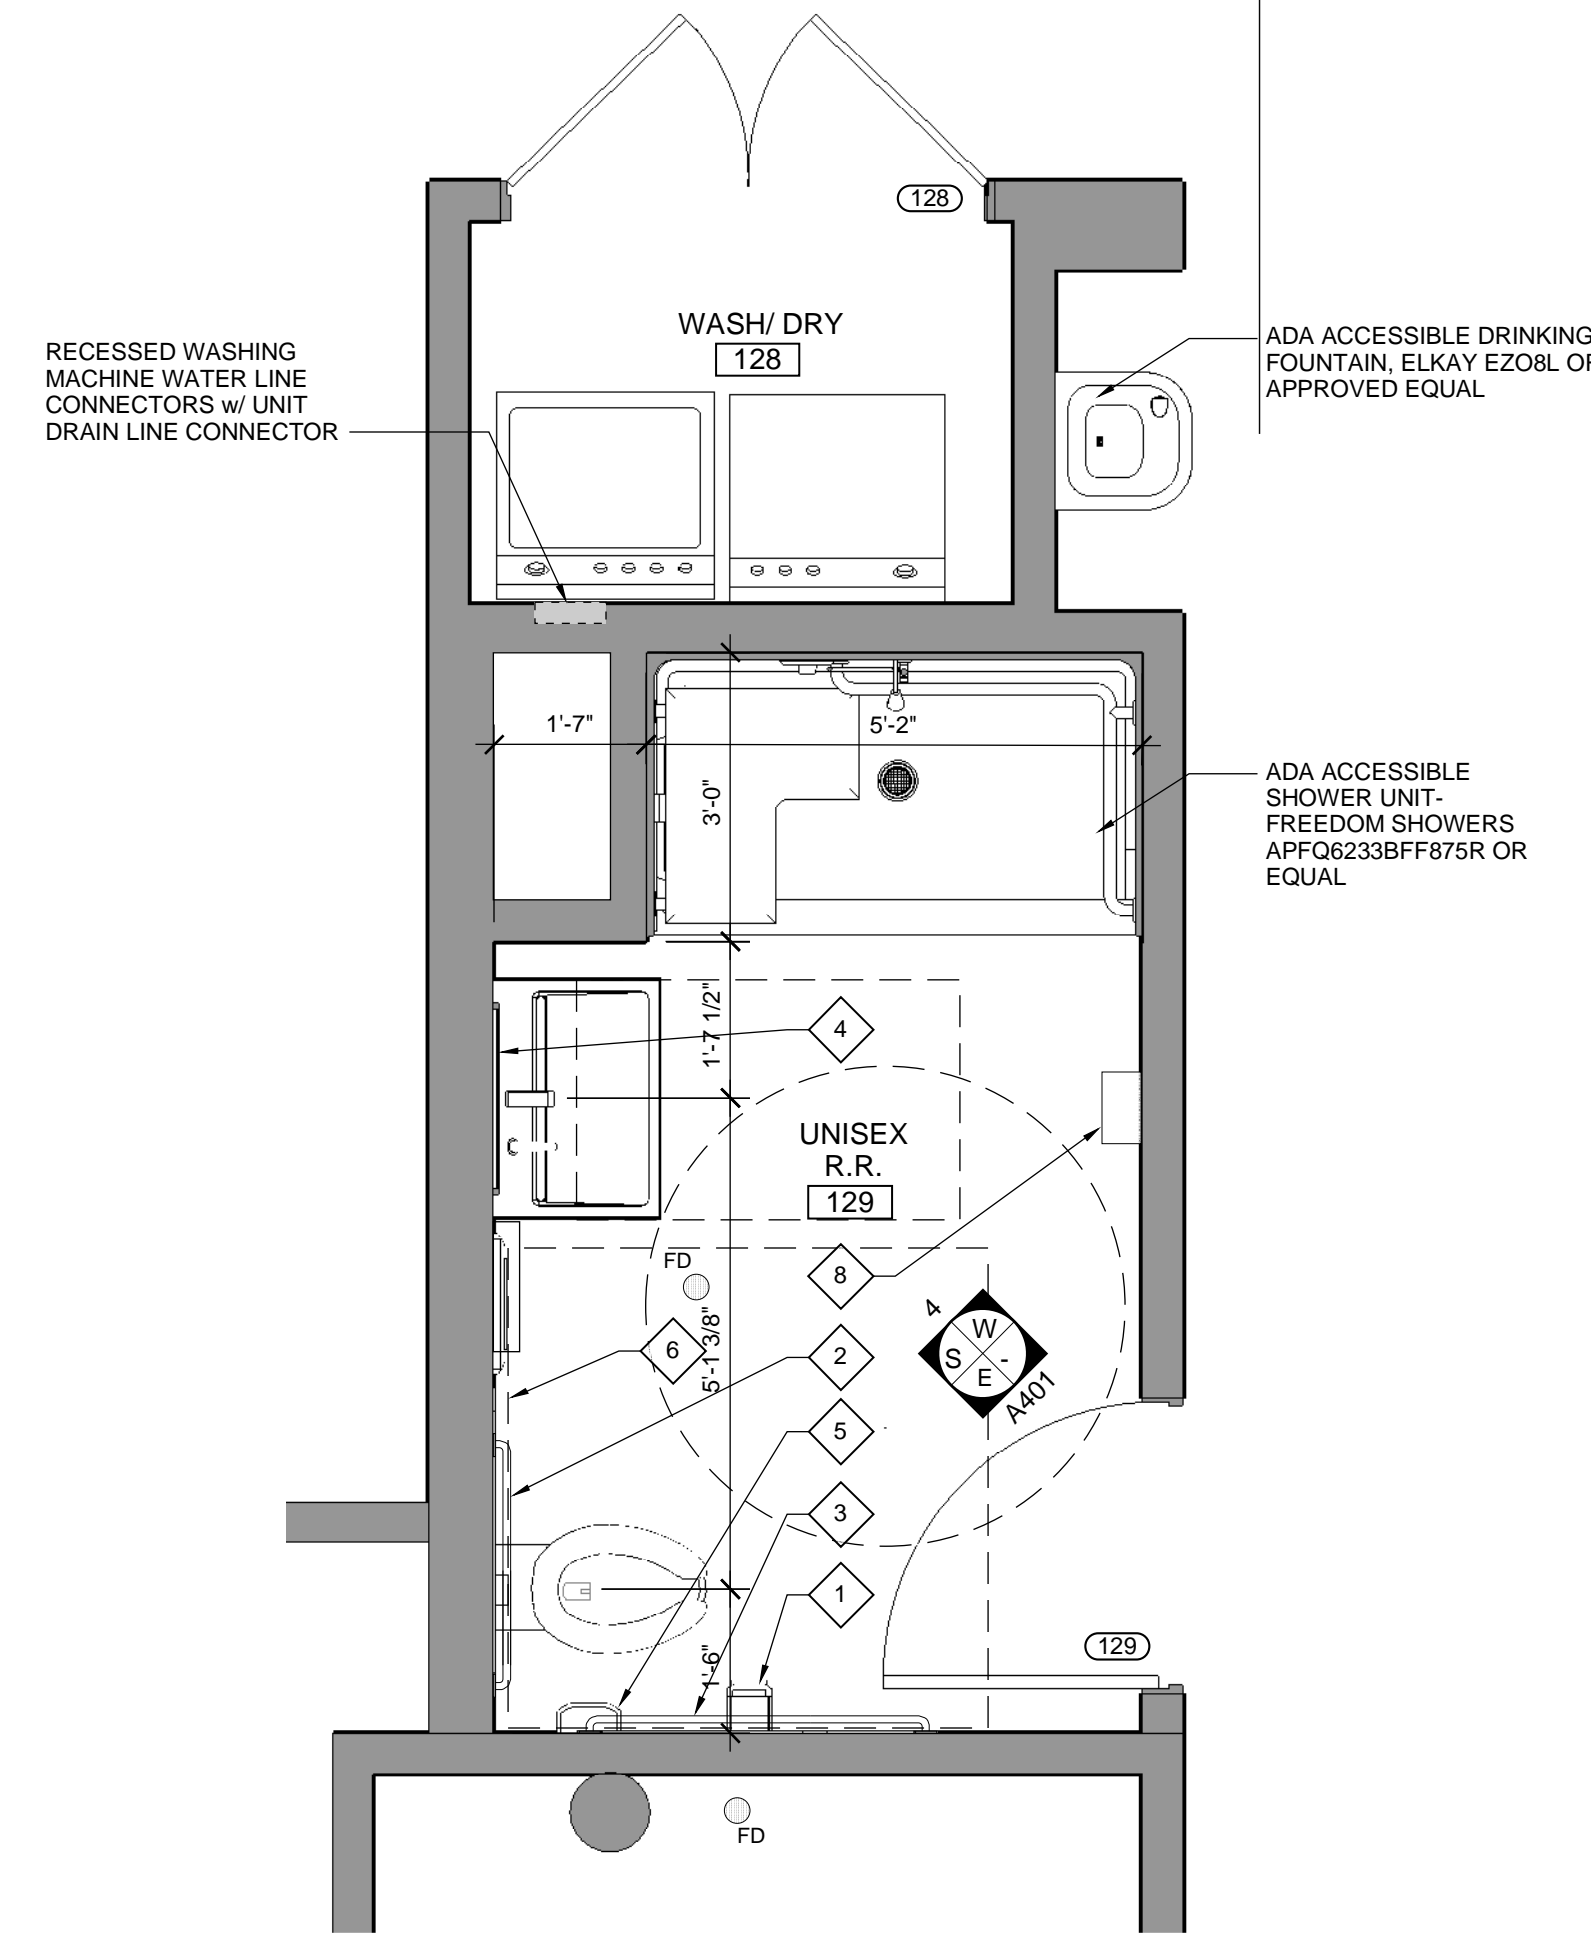 128
WASH/ DRY
128
RECESSED WASHING
MACHINE WATER LINE
CONNECTORS w/ UNIT
DRAIN LINE CONNECTOR
ADA ACCESSIBLE DRINKING
FOUNTAIN, ELKAY EZO8L OR
APPROVED EQUAL
1'-7"
5'-2"
3'-0"
ADA ACCESSIBLE
SHOWER UNIT-
FREEDOM SHOWERS
APFQ6233BFF875R OR
EQUAL
1'-7 1/2"
4
UNISEX
R.R.
129
FD
8
5'-1 3/8"
6
2
4
W
S
-
E
A401
5
3
1
1'-6"
129
FD